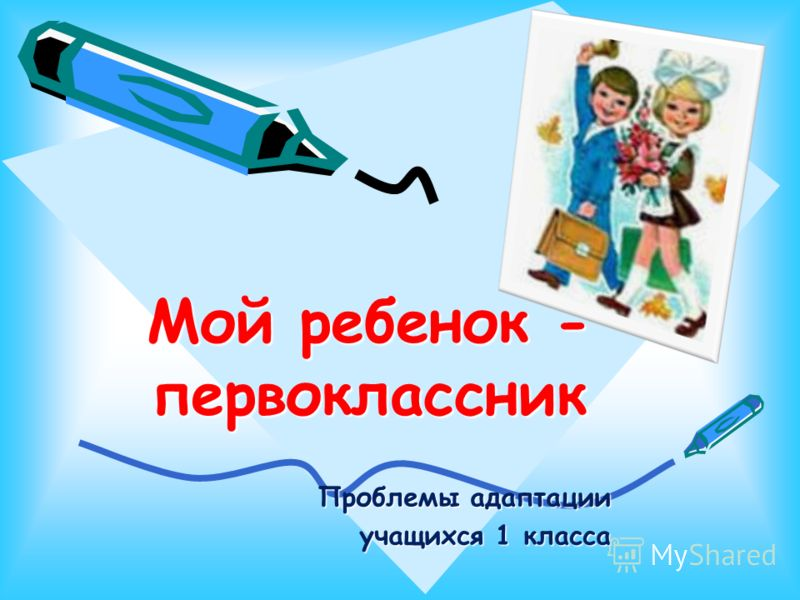 Мой ребенок -
первоклассник
Проблемы адаптации
учащихся 1 класса
MyShared